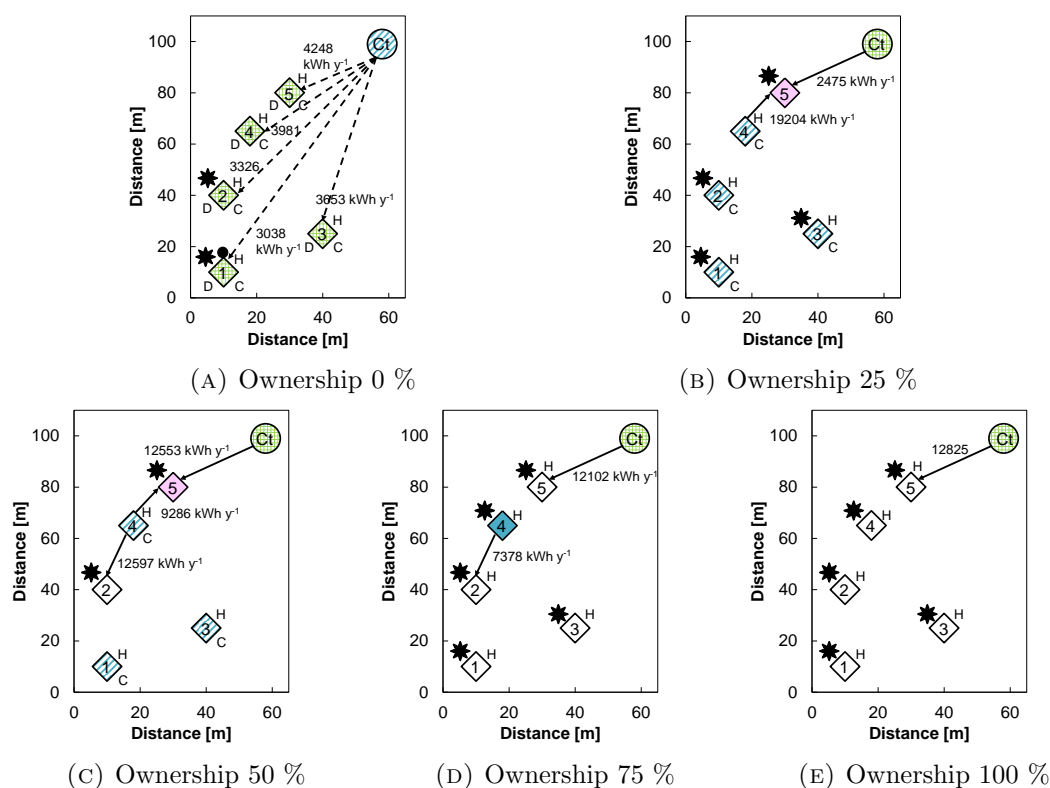 Distance [m]
100
80
60
40
20
0
0 20 40 60
Distance [m]
Ct
4248
kWh y-1
H
5
D C
H
4
3981
D C
3326
H
2
D C
3653 kWh y-1
H
3
D C
3038
kWh y-1
H
1
D C
(A) Ownership 0 %
Distance [m]
100
80
60
40
20
0
0 20 40 60
Distance [m]
Ct
2475 kWh y-1
5
19204 kWh y-1
H
4
C
H
2
C
H
3
C
H
1
C
(B) Ownership 25 %
Distance [m]
100
80
60
40
20
0
0 20 40 60
Distance [m]
Ct
12553 kWh y-1
5
9286 kWh y-1
H
4
C
12597 kWh y-1
2
H
3
C
H
1
C
(C) Ownership 50 %
Distance [m]
100
80
60
40
20
0
0 20 40 60
Distance [m]
Ct
H
5
12102 kWh y-1
H
4
7378 kWh y-1
H
2
H
3
H
1
(D) Ownership 75 %
Distance [m]
100
80
60
40
20
0
0 20 40 60
Distance [m]
Ct
12825
H
5
H
4
H
2
H
3
H
1
(E) Ownership 100 %